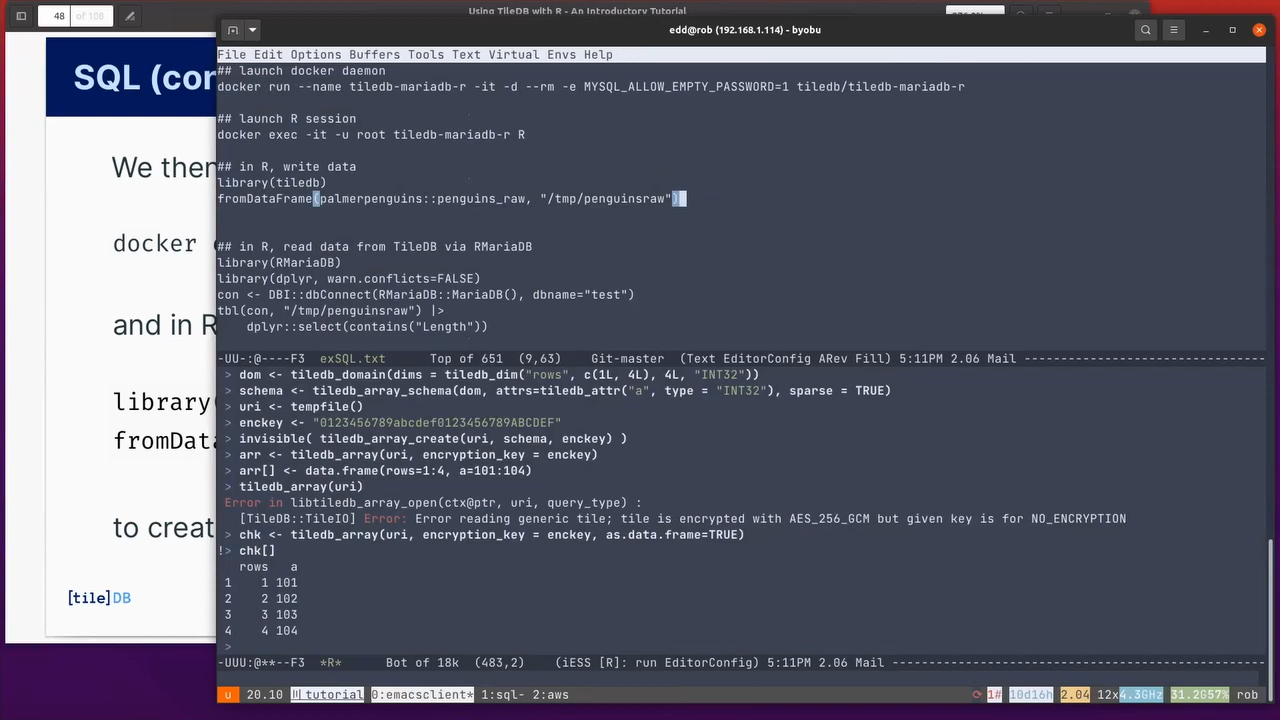 Using TileDB with R - An Introductory Tutorial
48 of 108
edd@rob (192.168.1.114) - byobu
SQL (con
We then
docker
and in R
library(
fromData
to creat
[tile]DB
File Edit Options Buffers Tools Text Virtual Envs Help
## launch docker daemon
docker run --name tiledb-mariadb-r -it -d --rm -e MYSQL_ALLOW_EMPTY_PASSWORD=1 tiledb/tiledb-mariadb-r
## launch R session
docker exec -it -u root tiledb-mariadb-r R
## in R, write data
library(tiledb)
fromDataFrame(palmerpenguins::penguins_raw, "/tmp/penguinsraw")
## in R, read data from TileDB via RMariaDB
library(RMariaDB)
library(dplyr, warn.conflicts=FALSE)
con <- DBI::dbConnect(RMariaDB::MariaDB(), dbname="test")
tbl(con, "/tmp/penguinsraw") |>
    dplyr::select(contains("Length"))
-UU-:@----F3  exSQL.txt      Top of 651  (9,63)    Git-master  (Text EditorConfig ARev Fill) 5:11PM 2.06 Mail ------------------------------------------
> dom <- tiledb_domain(dims = tiledb_dim("rows", c(1L, 4L), 4L, "INT32"))
> schema <- tiledb_array_schema(dom, attrs=tiledb_attr("a", type = "INT32"), sparse = TRUE)
> uri <- tempfile()
> enckey <- "0123456789abcdef0123456789ABCDEF"
> invisible( tiledb_array_create(uri, schema, enckey) )
> arr <- tiledb_array(uri, encryption_key = enckey)
> arr[] <- data.frame(rows=1:4, a=101:104)
> tiledb_array(uri)
Error in libtiledb_array_open(ctx@ptr, uri, query_type) :
  [TileDB::TileIO] Error: Error reading generic tile; tile is encrypted with AES_256_GCM but given key is for NO_ENCRYPTION
> chk <- tiledb_array(uri, encryption_key = enckey, as.data.frame=TRUE)
!> chk[]
  rows   a
1    1 101
2    2 102
3    3 103
4    4 104
>
-UUU:@**--F3  *R*      Bot of 18k  (483,2)    (iESS [R]: run EditorConfig) 5:11PM 2.06 Mail ------------------------------------------
u 20.10 tutorial 0:emacsclient* 1:sql- 2:aws 1# 10d16h 2.04 12x4.3GHz 31.2G57% rob